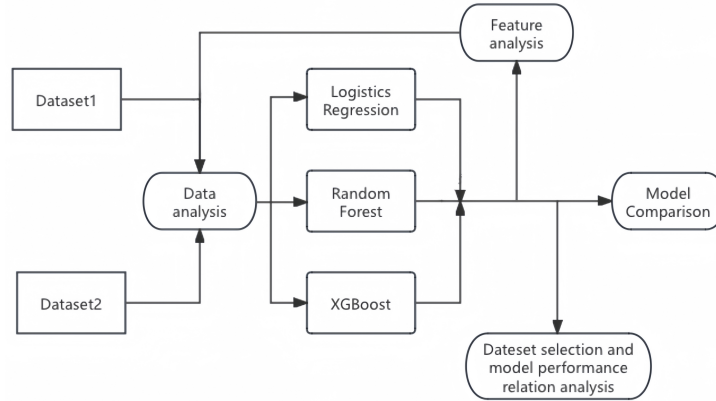 Feature
analysis
Dataset1
Logistics
Regression
Data
analysis
Random
Forest
Model
Comparison
Dataset2
XGBoost
Dateset selection and
model performance
relation analysis